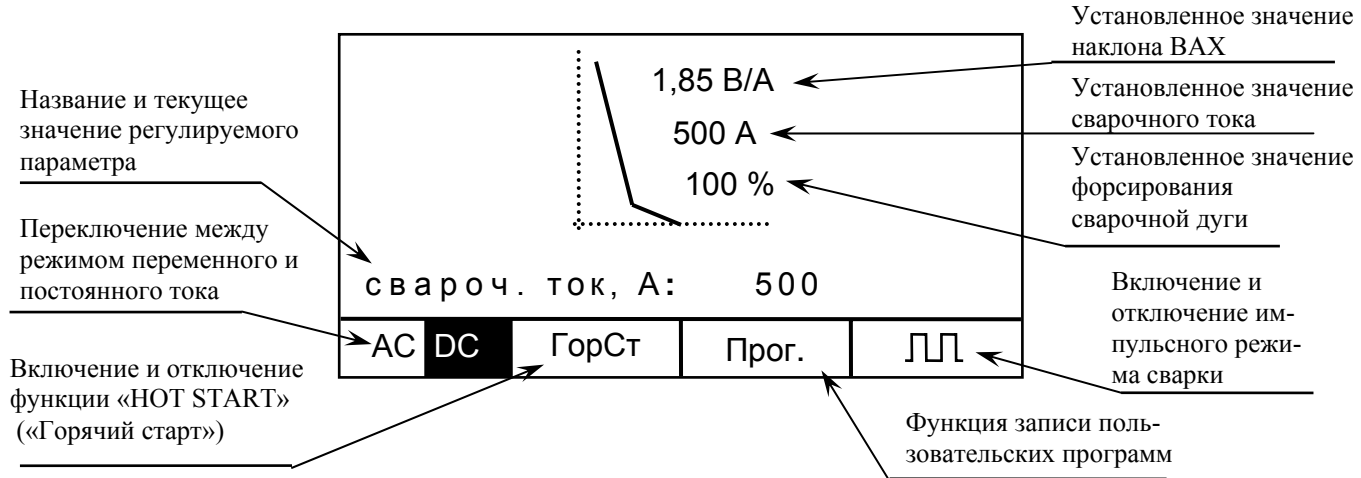 Установленное значение
наклона ВАХ
1,85 В/А
Название и текущее
значение регулируемого
параметра
Установленное значение
сварочного тока
500 А
Установленное значение
форсирования
сварочной дуги
100 %
Переключение между
режимом переменного и
постоянного тока
свароч. ток, А: 500
Включение и
отключение им-
пульсного режи-
ма сварки
AC DC ГорСт Прог.
Включение и отключение
функции «HOT START»
(«Горячий старт»)
Функция записи поль-
зовательских программ